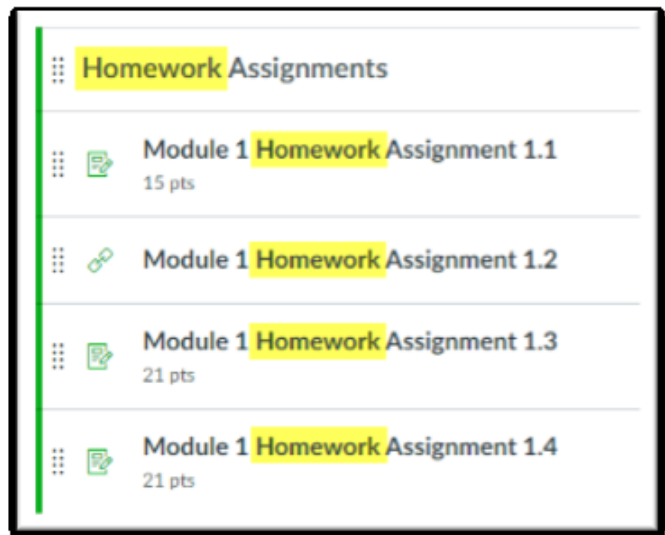 Homework Assignments
Module 1 Homework Assignment 1.1
15 pts
Module 1 Homework Assignment 1.2
Module 1 Homework Assignment 1.3
21 pts
Module 1 Homework Assignment 1.4
21 pts